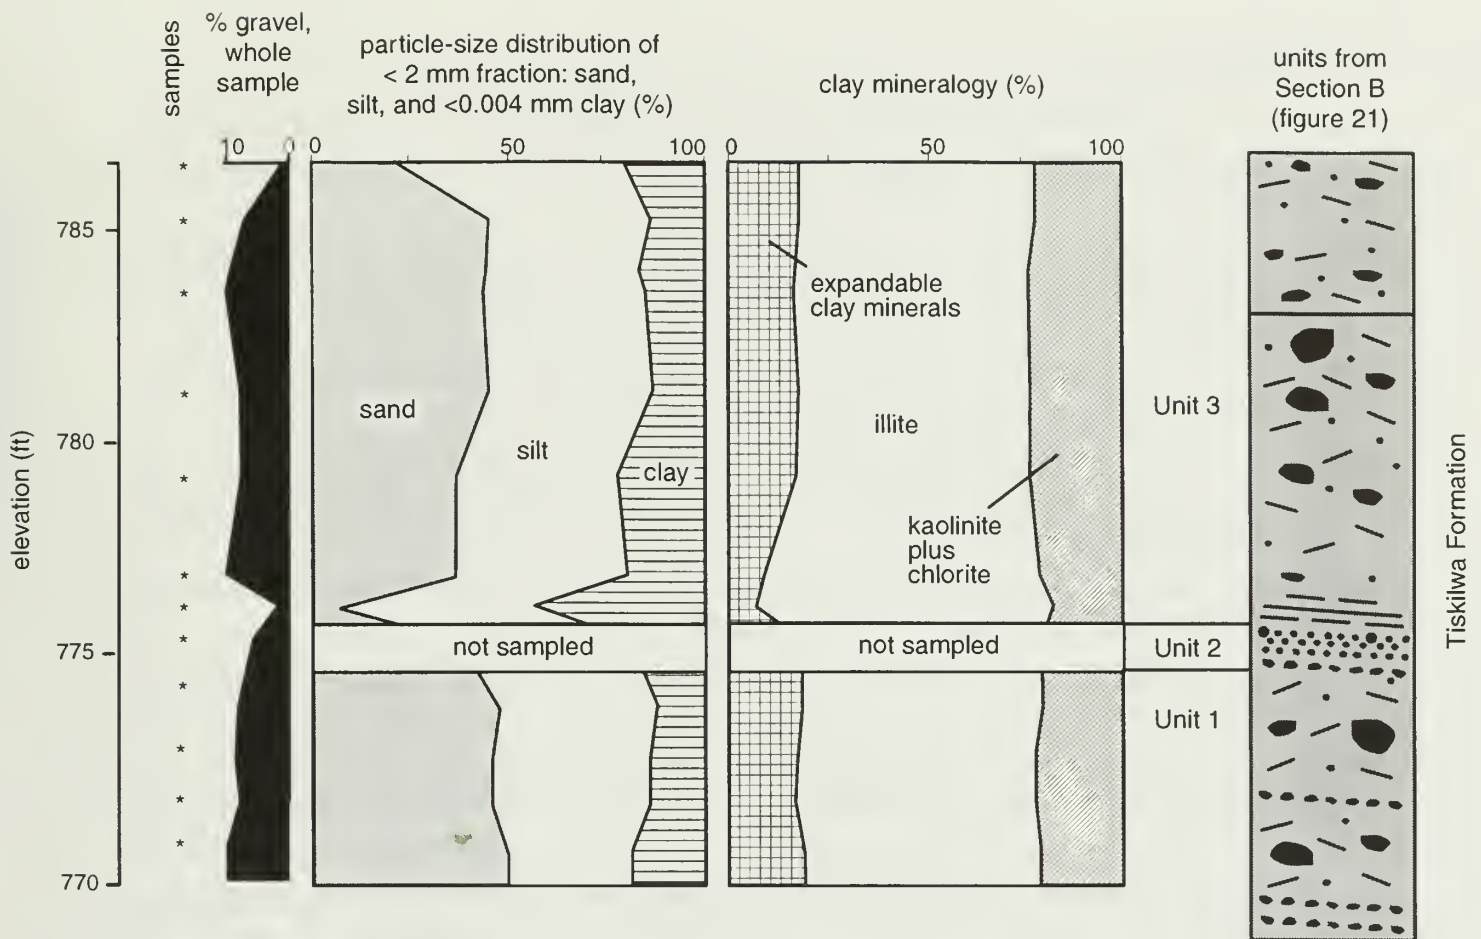 samples
% gravel,
whole
sample
particle-size distribution of
< 2 mm fraction: sand,
silt, and <0.004 mm clay (%)
clay mineralogy (%)
units from
Section B
(figure 21)
10 0
0 50 100
0 50 100
*
*
*
*
*
*
*
*
*
*
*
*
elevation (ft)
785
780
775
770
sand
silt
clay
expandable
clay minerals
illite
kaolinite
plus
chlorite
not sampled
not sampled
Unit 3
Unit 2
Unit 1
Tiskilwa Formation